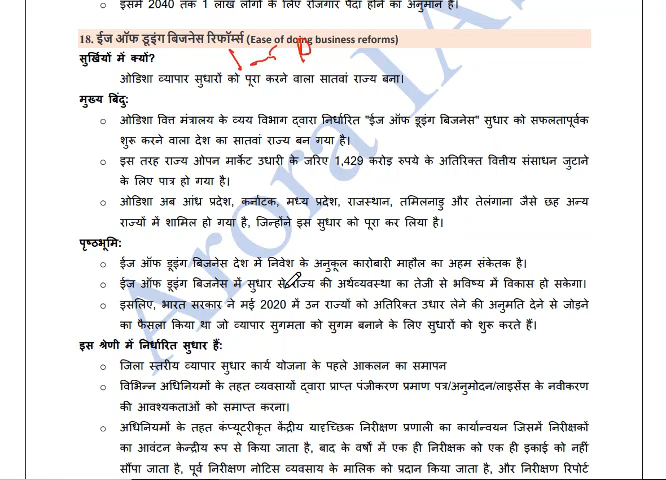 ○ इसमें 2040 तक 1 लाख लोगों के लिए रोजगार पैदा होने का अनुमान है।
18. ईज ऑफ डूइंग बिजनेस रिफॉर्म्स (Ease of doing business reforms)
सुर्खियों में क्यों?
ओडिशा व्यापार सुधारों को पूरा करने वाला सातवां राज्य बना।
मुख्य बिंदु:
○ ओडिशा वित्त मंत्रालय के व्यय विभाग द्वारा निर्धारित "ईज ऑफ डूइंग बिजनेस" सुधार को सफलतापूर्वक
शुरू करने वाला देश का सातवां राज्य बन गया है।
○ इस तरह राज्य ओपन मार्केट उधारी के जरिए 1,429 करोड़ रुपये के अतिरिक्त वित्तीय संसाधन जुटाने
के लिए पात्र हो गया है।
○ ओडिशा अब आंध्र प्रदेश, कर्नाटक, मध्य प्रदेश, राजस्थान, तमिलनाडु और तेलंगाना जैसे छह अन्य
राज्यों में शामिल हो गया है, जिन्होंने इस सुधार को पूरा कर लिया है।
पृष्ठभूमि:
○ ईज ऑफ डूइंग बिजनेस देश में निवेश के अनुकूल कारोबारी माहौल का अहम संकेतक है।
○ ईज ऑफ डूइंग बिजनेस में सुधार से राज्य की अर्थव्यवस्था का तेजी से भविष्य में विकास हो सकेगा।
○ इसलिए, भारत सरकार ने मई 2020 में उन राज्यों को अतिरिक्त उधार लेने की अनुमति देने से जोड़ने
का फैसला किया था जो व्यापार सुगमता को सुगम बनाने के लिए सुधारों को शुरू करते हैं।
इस श्रेणी में निर्धारित सुधार हैं:
○ जिला स्तरीय व्यापार सुधार कार्य योजना के पहले आकलन का समापन
○ विभिन्न अधिनियमों के तहत व्यवसायों द्वारा प्राप्त पंजीकरण प्रमाण पत्र/अनुमोदन/लाइसेंस के नवीकरण
की आवश्यकताओं को समाप्त करना।
○ अधिनियमों के तहत कंप्यूटरीकृत केंद्रीय यादृच्छिक निरीक्षण प्रणाली का कार्यान्वयन जिसमें निरीक्षकों
का आवंटन केन्द्रीय रूप से किया जाता है, बाद के वर्षों में एक ही निरीक्षक को एक ही इकाई को नहीं
सौंपा जाता है, पूर्व निरीक्षण नोटिस व्यवसाय के मालिक को प्रदान किया जाता है, और निरीक्षण रिपोर्ट
Arora IAS